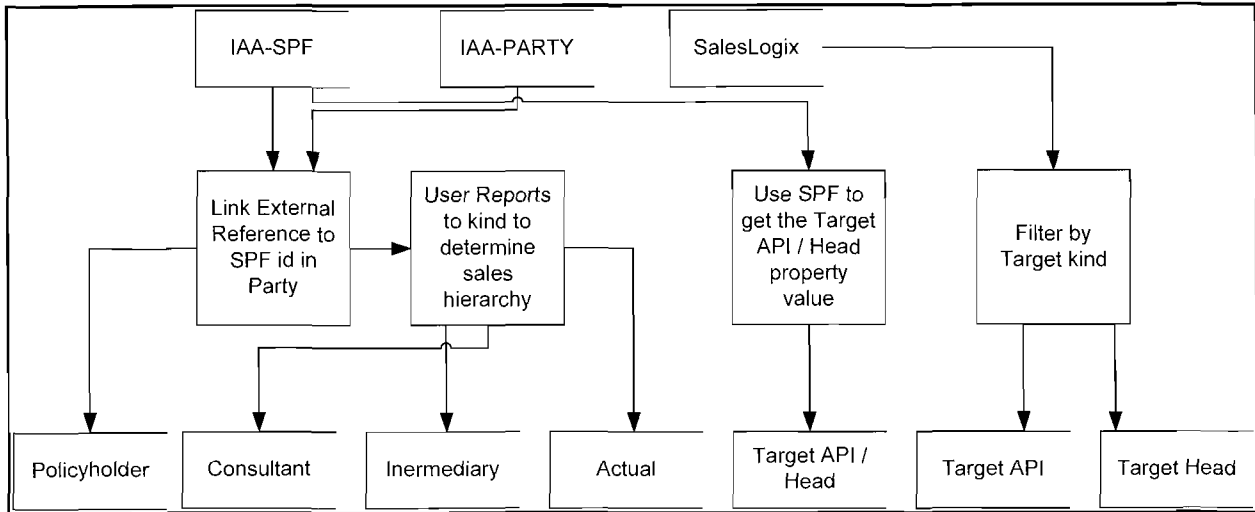 IAA-SPF
IAA-PARTY
SalesLogix
Link External
Reference to
SPF id in
Party
User Reports
to kind to
determine
sales
hierarchy
Use SPF to
get the Target
API / Head
property
value
Filter by
Target kind
Policyholder
Consultant
Inermediary
Actual
Target API /
Head
Target API
Target Head